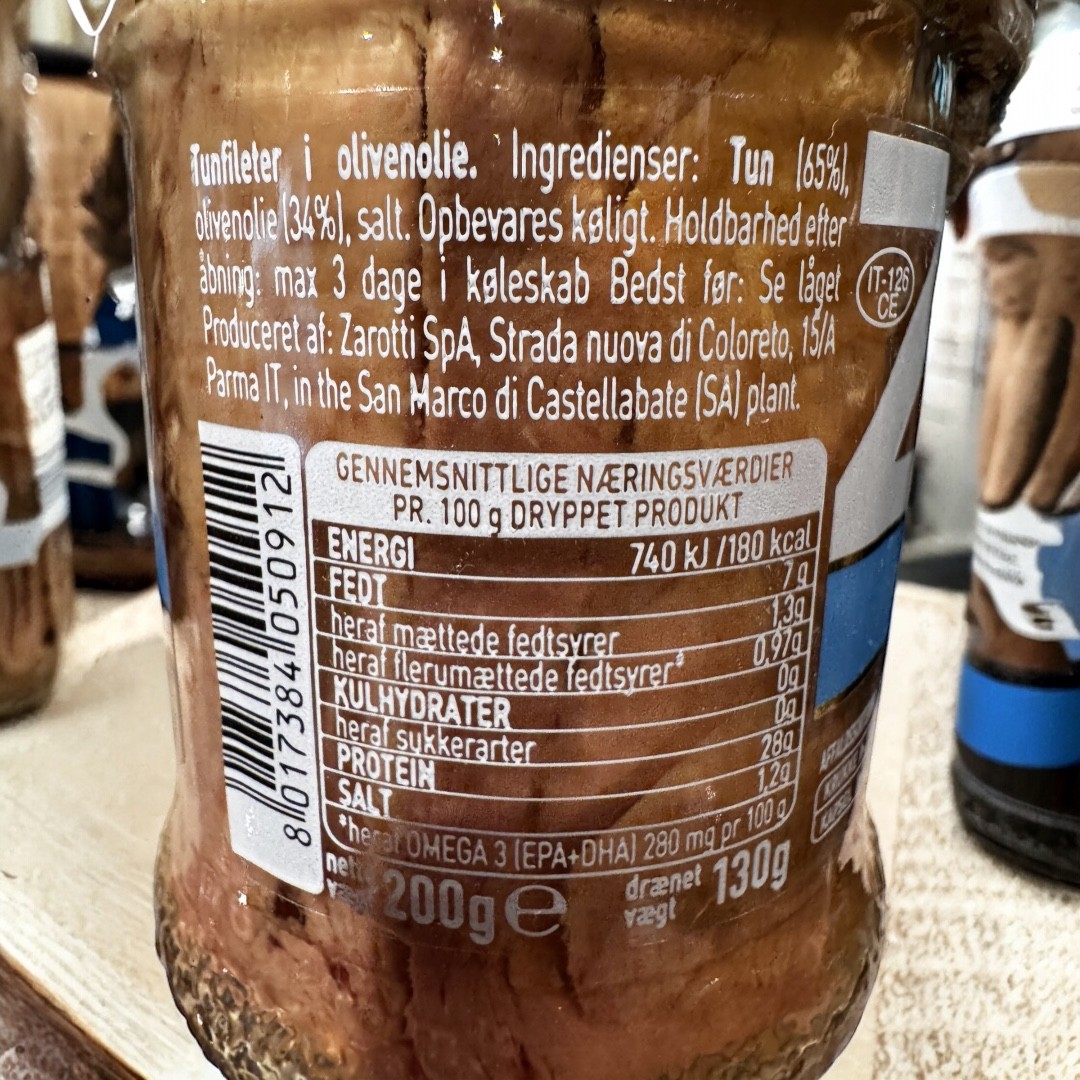 Tunfileter i olivenolie. Ingredienser: Tun (65%),
olivenolie (34%), salt. Opbevares køligt. Holdbarhed efter
åbning: max 3 dage i køleskab Bedst før: Se låget
Produceret af: Zarotti SpA, Strada nuova di Coloreto, 15/A
Parma IT, in the San Marco di Castellabate (SA) plant.
IT-126
CE
GENNEMSNITTLIGE NÆRINGSVÆRDIER
PR. 100 g DRYPPET PRODUKT
ENERGI 740 kJ /180 kcal
FEDT 7g
heraf mættede fedtsyrer 1,3g
heraf flerumættede fedtsyrer* 0,97g
KULHYDRATER 0g
heraf sukkerarter 0g
PROTEIN 28g
SALT 1,2g
*heraf OMEGA 3 (EPA+DHA) 280 mg pr 100 g
200g e drænet 130g
vægt
8 017384 050912